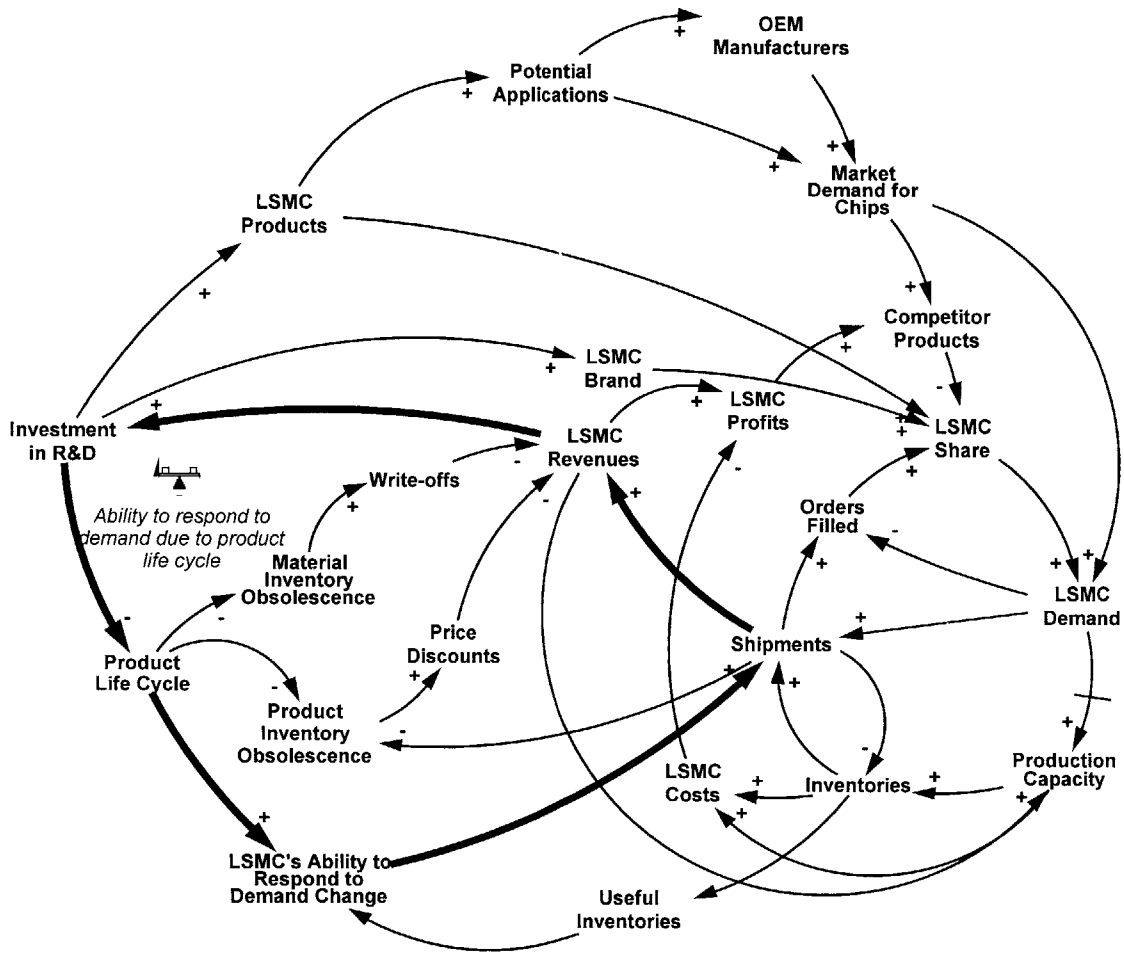 OEM
Manufacturers
+
Potential
Applications
+
+
+
Market
Demand for
Chips
LSMC
Products
+
+
Competitor
Products
+
LSMC
Brand
+
-
LSMC
Profits
+
+
Investment
in R&D
+
+
LSMC
Share
LSMC
Revenues
-
-
+
Write-offs
+
-
+
Orders
Filled
-
Ability to respond to
demand due to product
life cycle
Material
Inventory
Obsolescence
+
+
+
LSMC
Demand
-
-
+
Price
Discounts
Shipments
Product
Life Cycle
+
+
+
-
Product
Inventory
Obsolescence
-
-
+
Production
Capacity
LSMC
Costs
+
Inventories
+
+
+
+
LSMC's Ability to
Respond to
Demand Change
Useful
Inventories